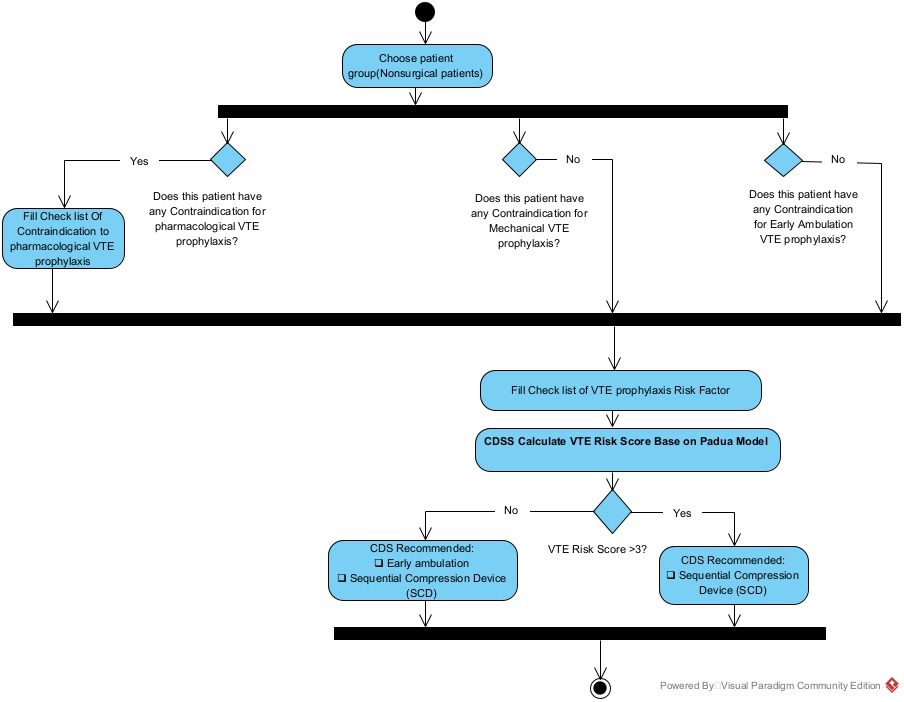 Choose patient
group(Nonsurgical patients)
Yes
No
No
Does this patient have
any Contraindication for
pharmacological VTE
prophylaxis?
Does this patient have
any Contraindication for
Mechanical VTE
prophylaxis?
Does this patient have
any Contraindication
for Early Ambulation
VTE prophylaxis?
Fill Check list Of
Contraindication to
pharmacological VTE
prophylaxis
Fill Check list of VTE prophylaxis Risk Factor
CDSS Calculate VTE Risk Score Base on Padua Model
No
Yes
VTE Risk Score >3?
CDS Recommended:
❑ Early ambulation
❑ Sequential Compression Device
(SCD)
CDS Recommended:
❑ Sequential Compression
Device (SCD)
Powered By Visual Paradigm Community Edition